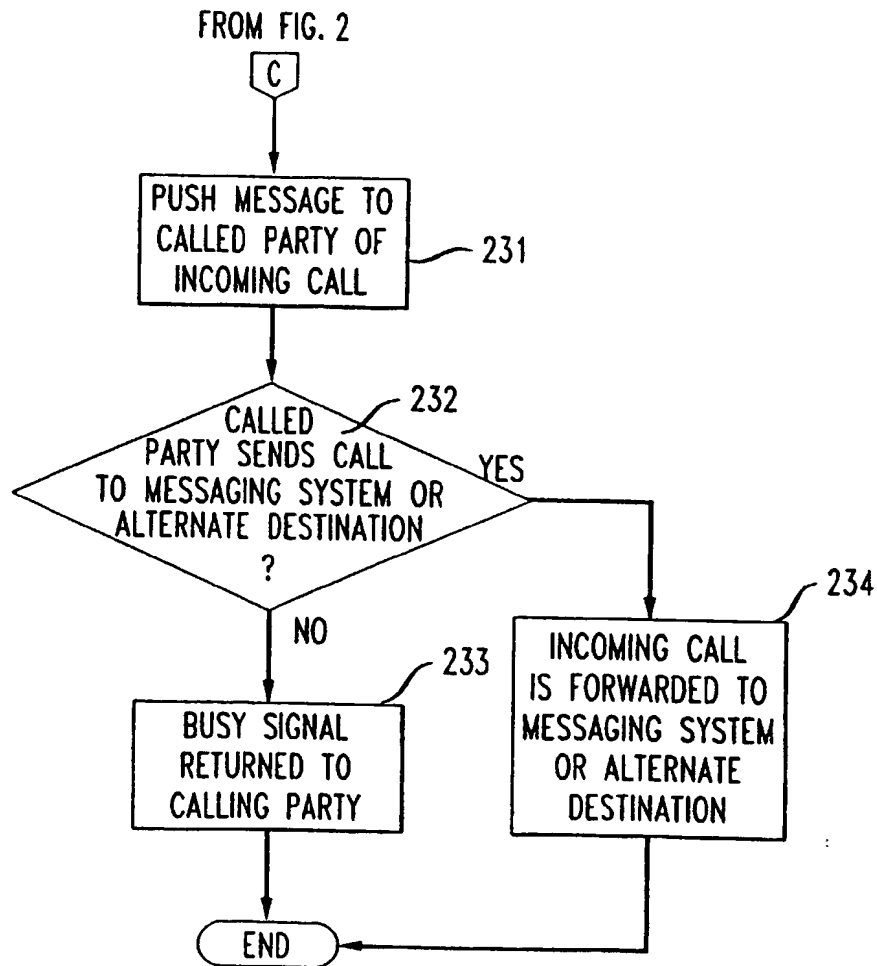 FROM FIG. 2
C
PUSH MESSAGE TO
CALLED PARTY OF
INCOMING CALL
231
232
CALLED
PARTY SENDS CALL
TO MESSAGING SYSTEM OR
ALTERNATE DESTINATION
?
YES
NO
233
BUSY SIGNAL
RETURNED TO
CALLING PARTY
234
INCOMING CALL
IS FORWARDED TO
MESSAGING SYSTEM
OR ALTERNATE
DESTINATION
END